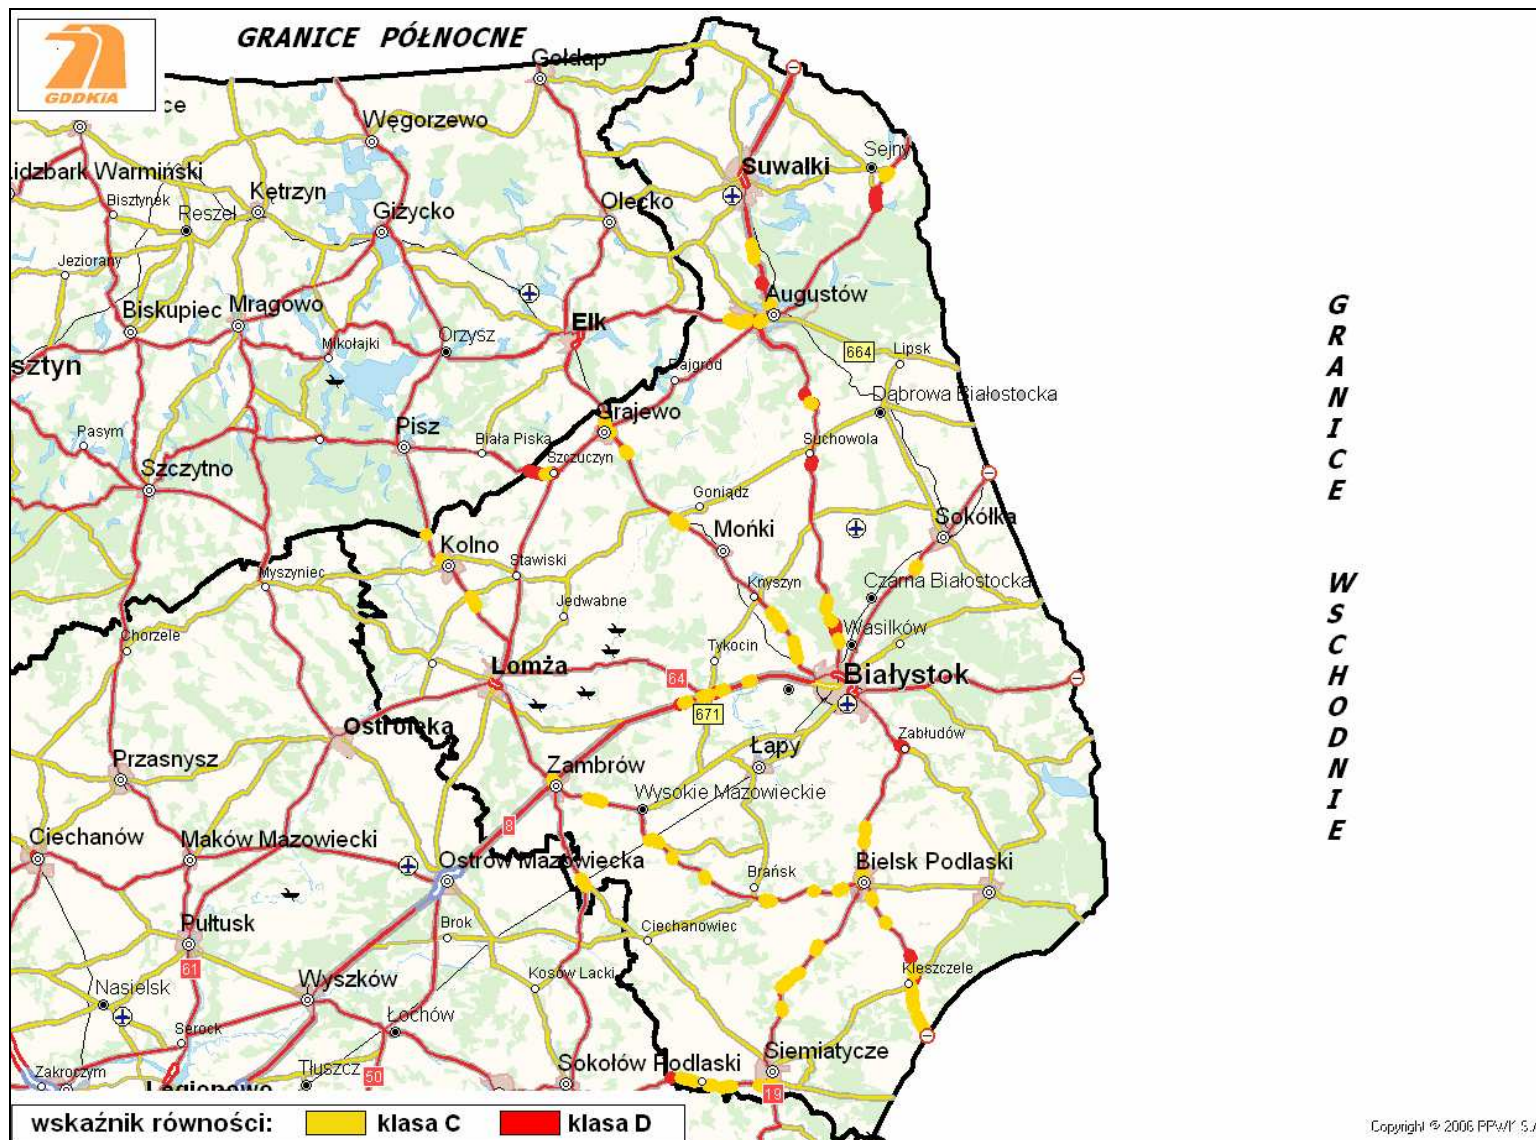 GRANICE PÓŁNOCNE
GDDKiA
ce
Gołdap
Węgorzewo
Sejny
Suwałki
idzbark Warmiński
Bisztynek
Reszel
Kętrzyn
Giżycko
Olecko
Jeziorany
Biskupiec
Mrągowo
Mikołajki
Orzysz
Ełk
Augustów
664
Lipsk
sztyn
Rajgród
Dąbrowa Białostocka
Grajewo
Pasym
Pisz
Biała Piska
Szczuczyn
Suchowola
Szczytno
Goniądz
Mońki
Sokółka
Kolno
Stawiski
Myszyniec
Knyszyn
Czarna Białostocka
Jedwabne
Chorzele
Wasilków
Tykocin
Łomża
64
Białystok
671
Ostrołęka
Zabłudów
Przasnysz
Łapy
Zambrów
Wysokie Mazowieckie
8
Ciechanów
Maków Mazowiecki
Ostrów Mazowiecka
Bielsk Podlaski
Brańsk
Pułtusk
Brok
Ciechanowiec
61
Wyszków
Kosów Lacki
Kleszczele
Nasielsk
Serock
Łochów
Zakroczym
Tłuszcz
50
Sokołów Podlaski
Siemiatycze
Legionowo
19
G
R
A
N
I
C
E
W
S
C
H
O
D
N
I
E
wskaźnik równości: klasa C klasa D
Copyright © 2006 PPWK S.A